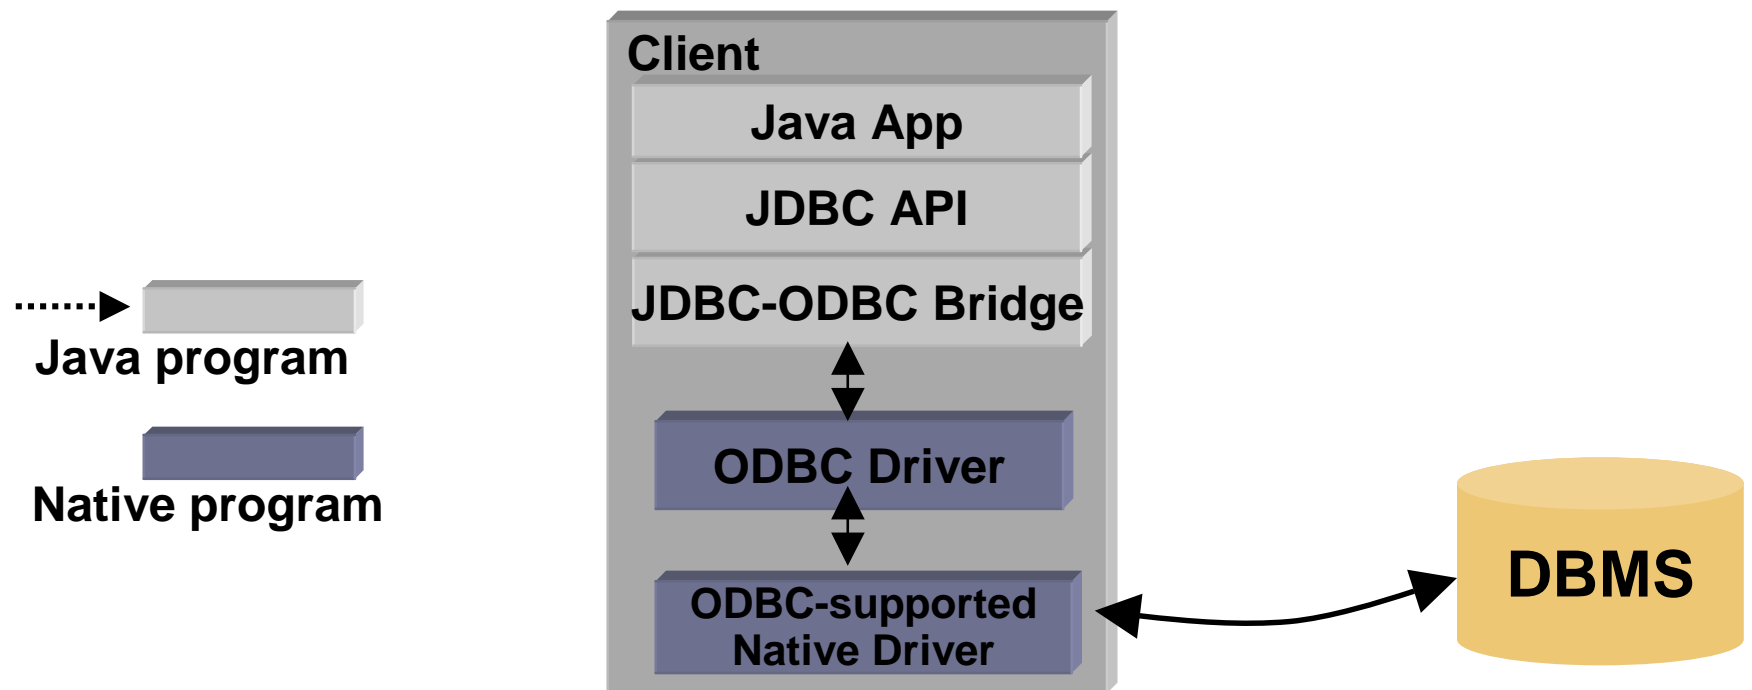 Client
Java App
JDBC API
JDBC-ODBC Bridge
Java program
ODBC Driver
Native program
DBMS
ODBC-supported
Native Driver